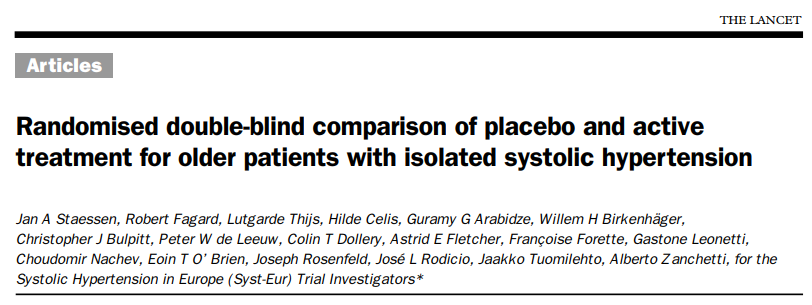 THE LANCET
Articles
Randomised double-blind comparison of placebo and active
treatment for older patients with isolated systolic hypertension
Jan A Staessen, Robert Fagard, Lutgarde Thijs, Hilde Celis, Guramy G Arabidze, Willem H Birkenhäger,
Christopher J Bulpitt, Peter W de Leeuw, Colin T Dollery, Astrid E Fletcher, Françoise Forette, Gastone Leonetti,
Choudomir Nachev, Eoin T O' Brien, Joseph Rosenfeld, José L Rodicio, Jaakko Tuomilehto, Alberto Zanchetti, for the
Systolic Hypertension in Europe (Syst-Eur) Trial Investigators*